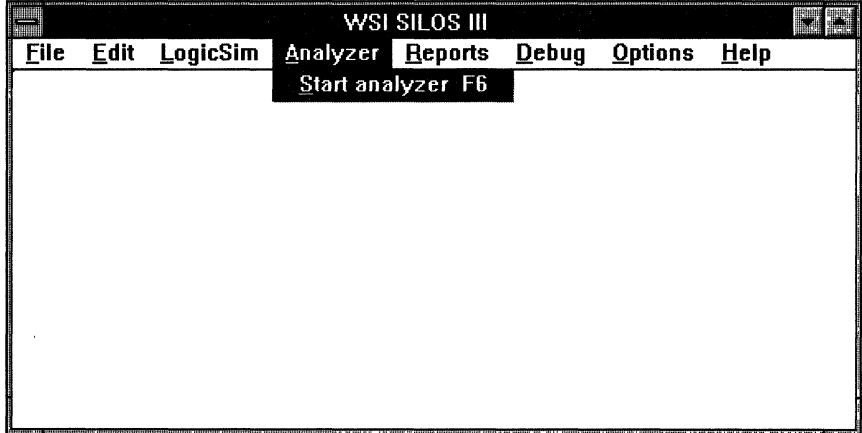 WSI SILOS III
File Edit LogicSim Analyzer Reports Debug Options Help
Start analyzer F6